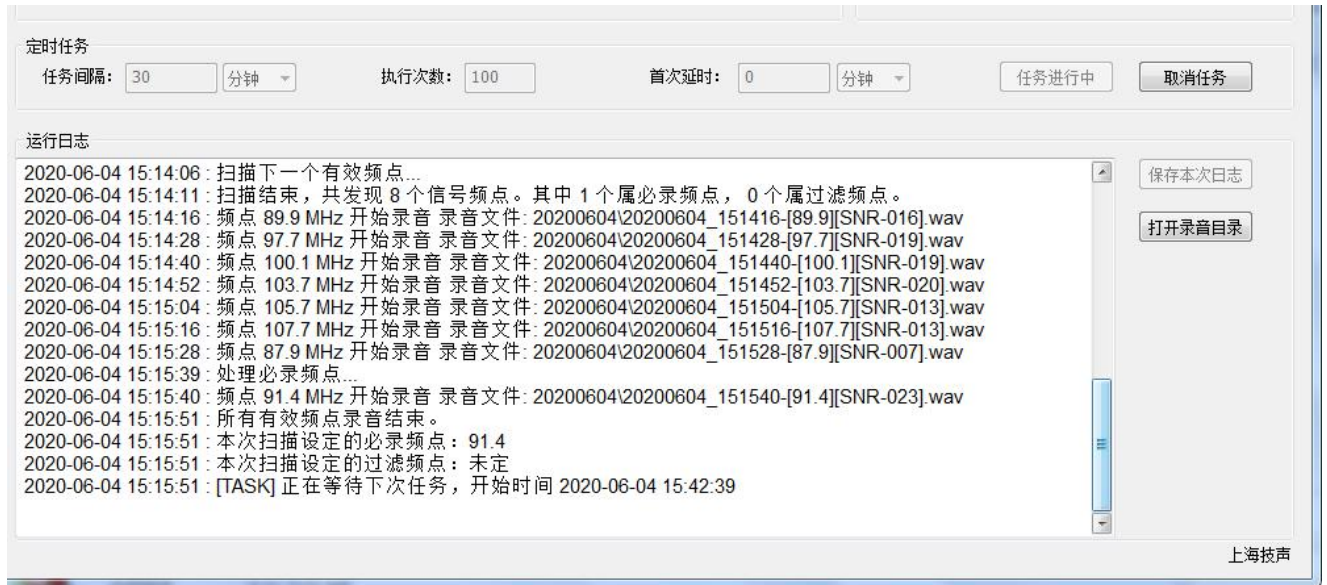 定时任务
任务间隔： 30 分钟 执行次数： 100 首次延时： 0 分钟 任务进行中 取消任务
运行日志
2020-06-04 15:14:06 : 扫描下一个有效频点...
2020-06-04 15:14:11 : 扫描结束，共发现 8 个信号频点。其中 1 个属必录频点， 0 个属过滤频点。
2020-06-04 15:14:16 : 频点 89.9 MHz 开始录音 录音文件: 20200604\20200604_151416-[89.9][SNR-016].wav
2020-06-04 15:14:28 : 频点 97.7 MHz 开始录音 录音文件: 20200604\20200604_151428-[97.7][SNR-019].wav
2020-06-04 15:14:40 : 频点 100.1 MHz 开始录音 录音文件: 20200604\20200604_151440-[100.1][SNR-019].wav
2020-06-04 15:14:52 : 频点 103.7 MHz 开始录音 录音文件: 20200604\20200604_151452-[103.7][SNR-020].wav
2020-06-04 15:15:04 : 频点 105.7 MHz 开始录音 录音文件: 20200604\20200604_151504-[105.7][SNR-013].wav
2020-06-04 15:15:16 : 频点 107.7 MHz 开始录音 录音文件: 20200604\20200604_151516-[107.7][SNR-013].wav
2020-06-04 15:15:28 : 频点 87.9 MHz 开始录音 录音文件: 20200604\20200604_151528-[87.9][SNR-007].wav
2020-06-04 15:15:39 : 处理必录频点...
2020-06-04 15:15:40 : 频点 91.4 MHz 开始录音 录音文件: 20200604\20200604_151540-[91.4][SNR-023].wav
2020-06-04 15:15:51 : 所有有效频点录音结束。
2020-06-04 15:15:51 : 本次扫描设定的必录频点：91.4
2020-06-04 15:15:51 : 本次扫描设定的过滤频点：未定
2020-06-04 15:15:51 : [TASK] 正在等待下次任务，开始时间 2020-06-04 15:42:39
保存本次日志
打开录音目录
上海技声